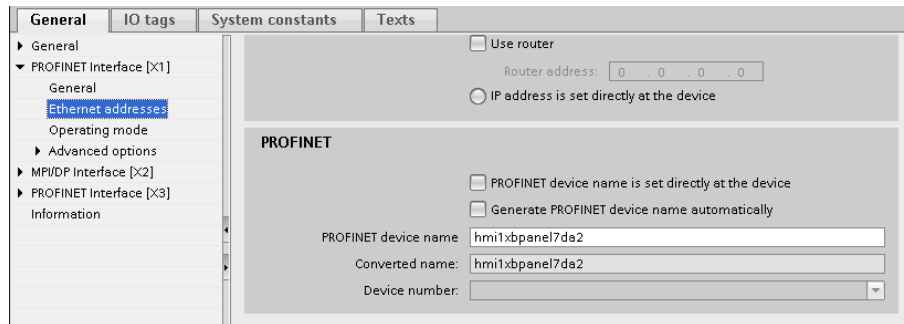 General IO tags System constants Texts
General
PROFINET Interface [X1]
General
Ethernet addresses
Operating mode
Advanced options
MPI/DP Interface [X2]
PROFINET Interface [X3]
Information
Use router
Router address: 0 . 0 . 0 . 0
IP address is set directly at the device
PROFINET
PROFINET device name is set directly at the device
Generate PROFINET device name automatically
PROFINET device name hmi1xbpanel7da2
Converted name: hmi1xbpanel7da2
Device number: